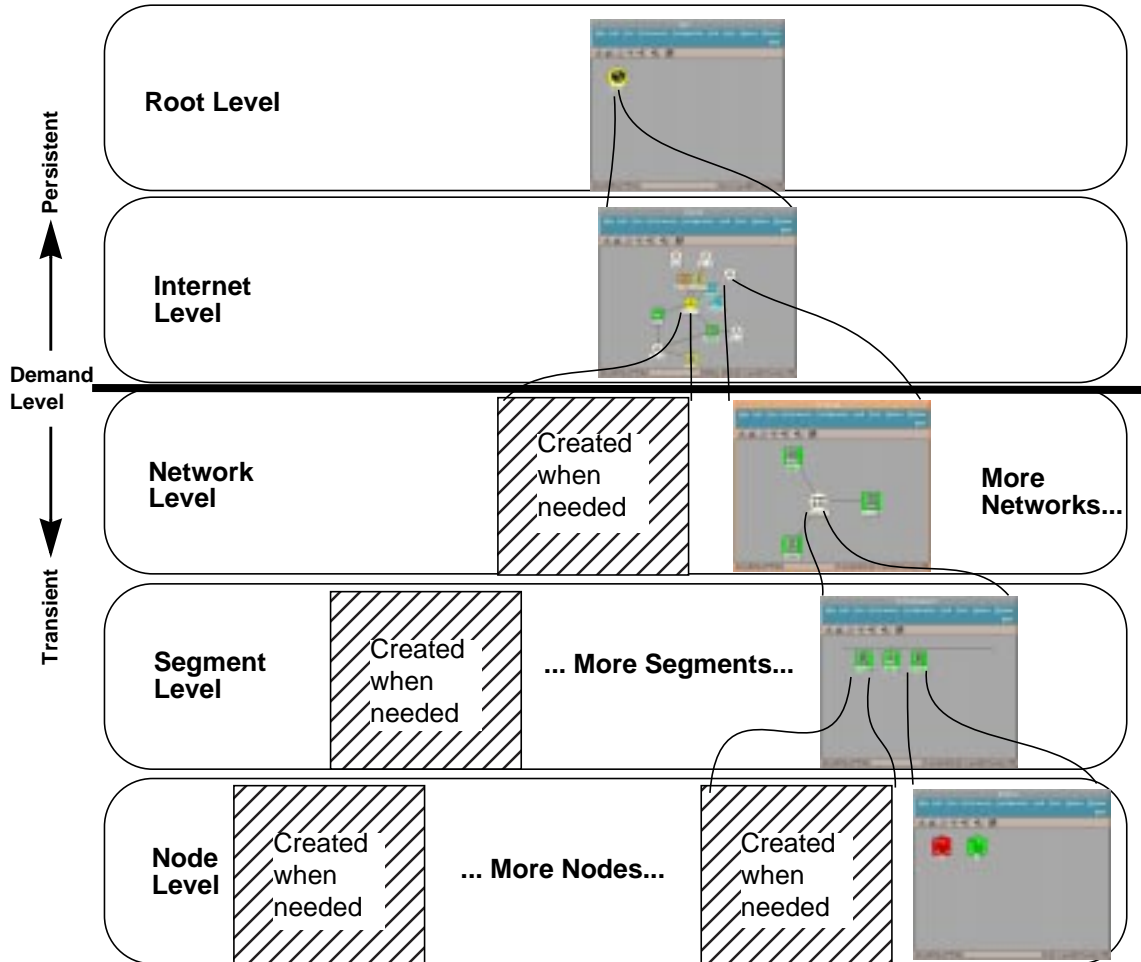 Root Level
Persistent
Internet
Level
Demand
Level
Created
when
needed
Network
Level
More
Networks...
Transient
Segment
Level
Created
when
needed
... More Segments...
Node
Level
Created
when
needed
... More Nodes...
Created
when
needed